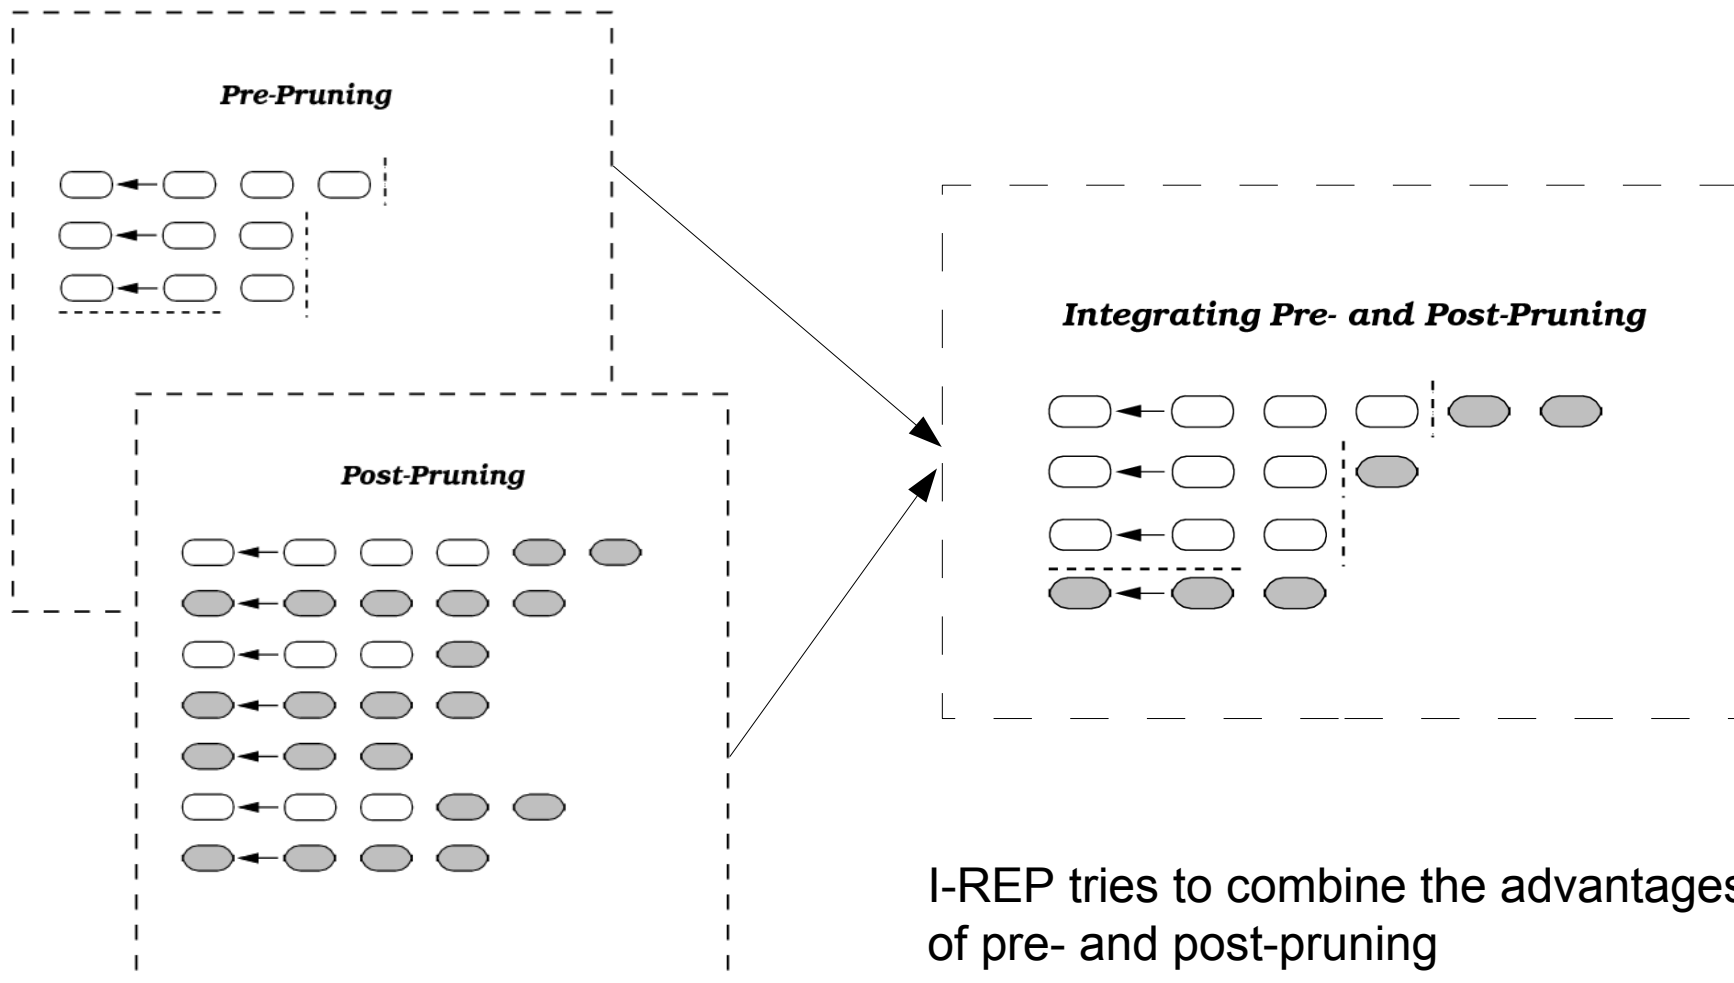 Pre-Pruning
Post-Pruning
Integrating Pre- and Post-Pruning
I-REP tries to combine the advantages
of pre- and post-pruning